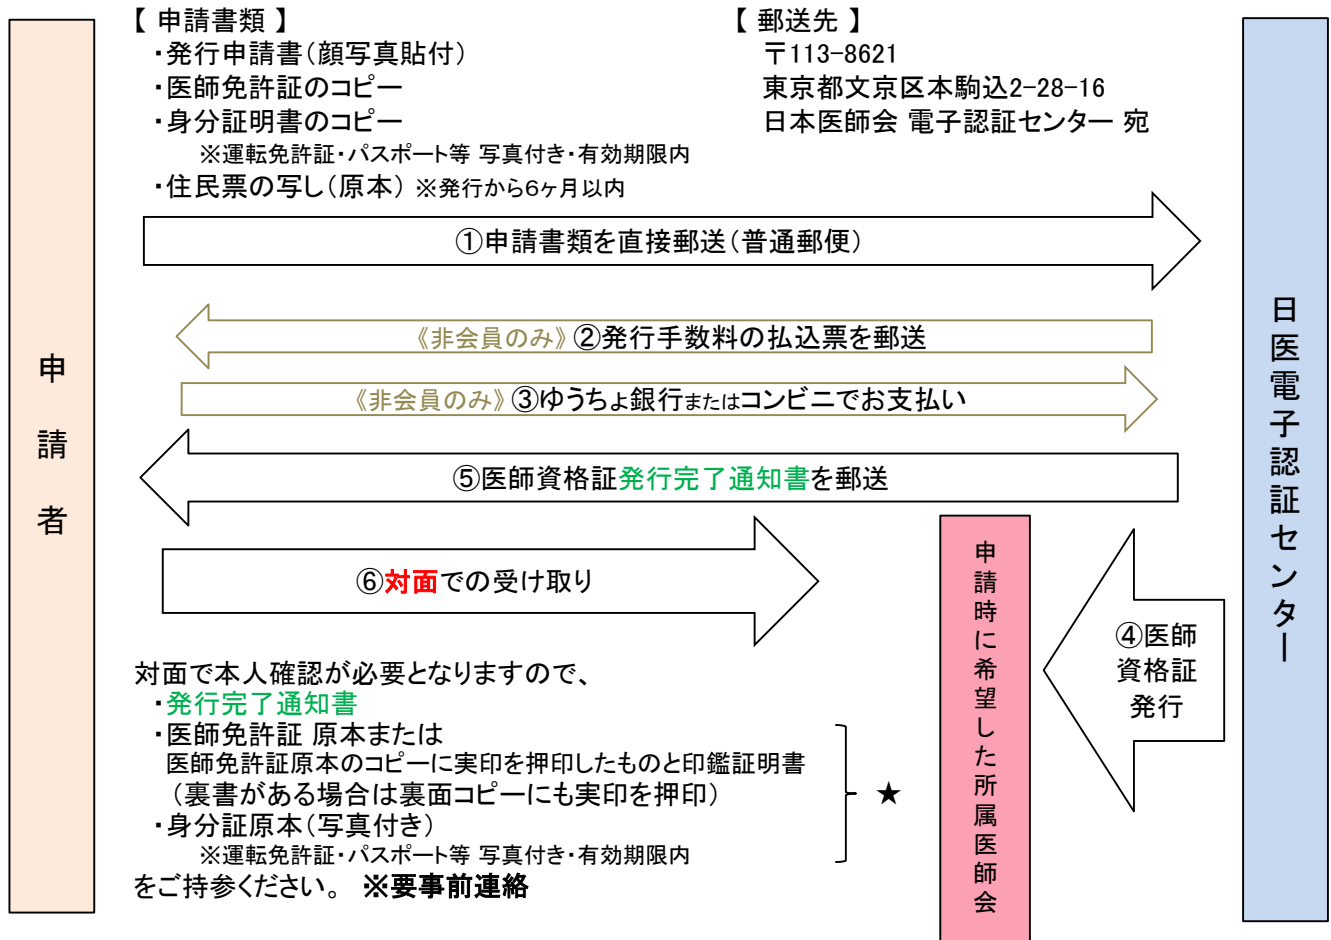 【 申請書類 】
・発行申請書（顔写真貼付）
・医師免許証のコピー
・身分証明書のコピー
※運転免許証・パスポート等 写真付き・有効期限内
・住民票の写し（原本） ※発行から6ヶ月以内
【 郵送先 】
〒113-8621
東京都文京区本駒込2-28-16
日本医師会 電子認証センター 宛
申請者
①申請書類を直接郵送（普通郵便）
《非会員のみ》②発行手数料の払込票を郵送
《非会員のみ》③ゆうちょ銀行またはコンビニでお支払い
⑤医師資格証発行完了通知書を郵送
⑥対面での受け取り
申請時に希望した所属医師会
④医師
資格証
発行
日医電子認証センター
対面で本人確認が必要となりますので、
・発行完了通知書
・医師免許証 原本または
医師免許証原本のコピーに実印を押印したものと印鑑証明書
（裏書がある場合は裏面コピーにも実印を押印）
・身分証原本（写真付き）
※運転免許証・パスポート等 写真付き・有効期限内
★
をご持参ください。 ※要事前連絡